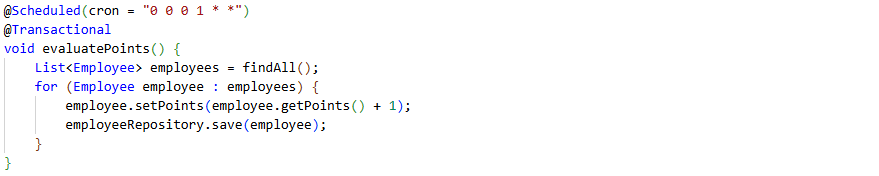 @Scheduled(cron = "0 0 0 1 * *")
@Transactional
void evaluatePoints() {
    List<Employee> employees = findAll();
    for (Employee employee : employees) {
        employee.setPoints(employee.getPoints() + 1);
        employeeRepository.save(employee);
    }
}